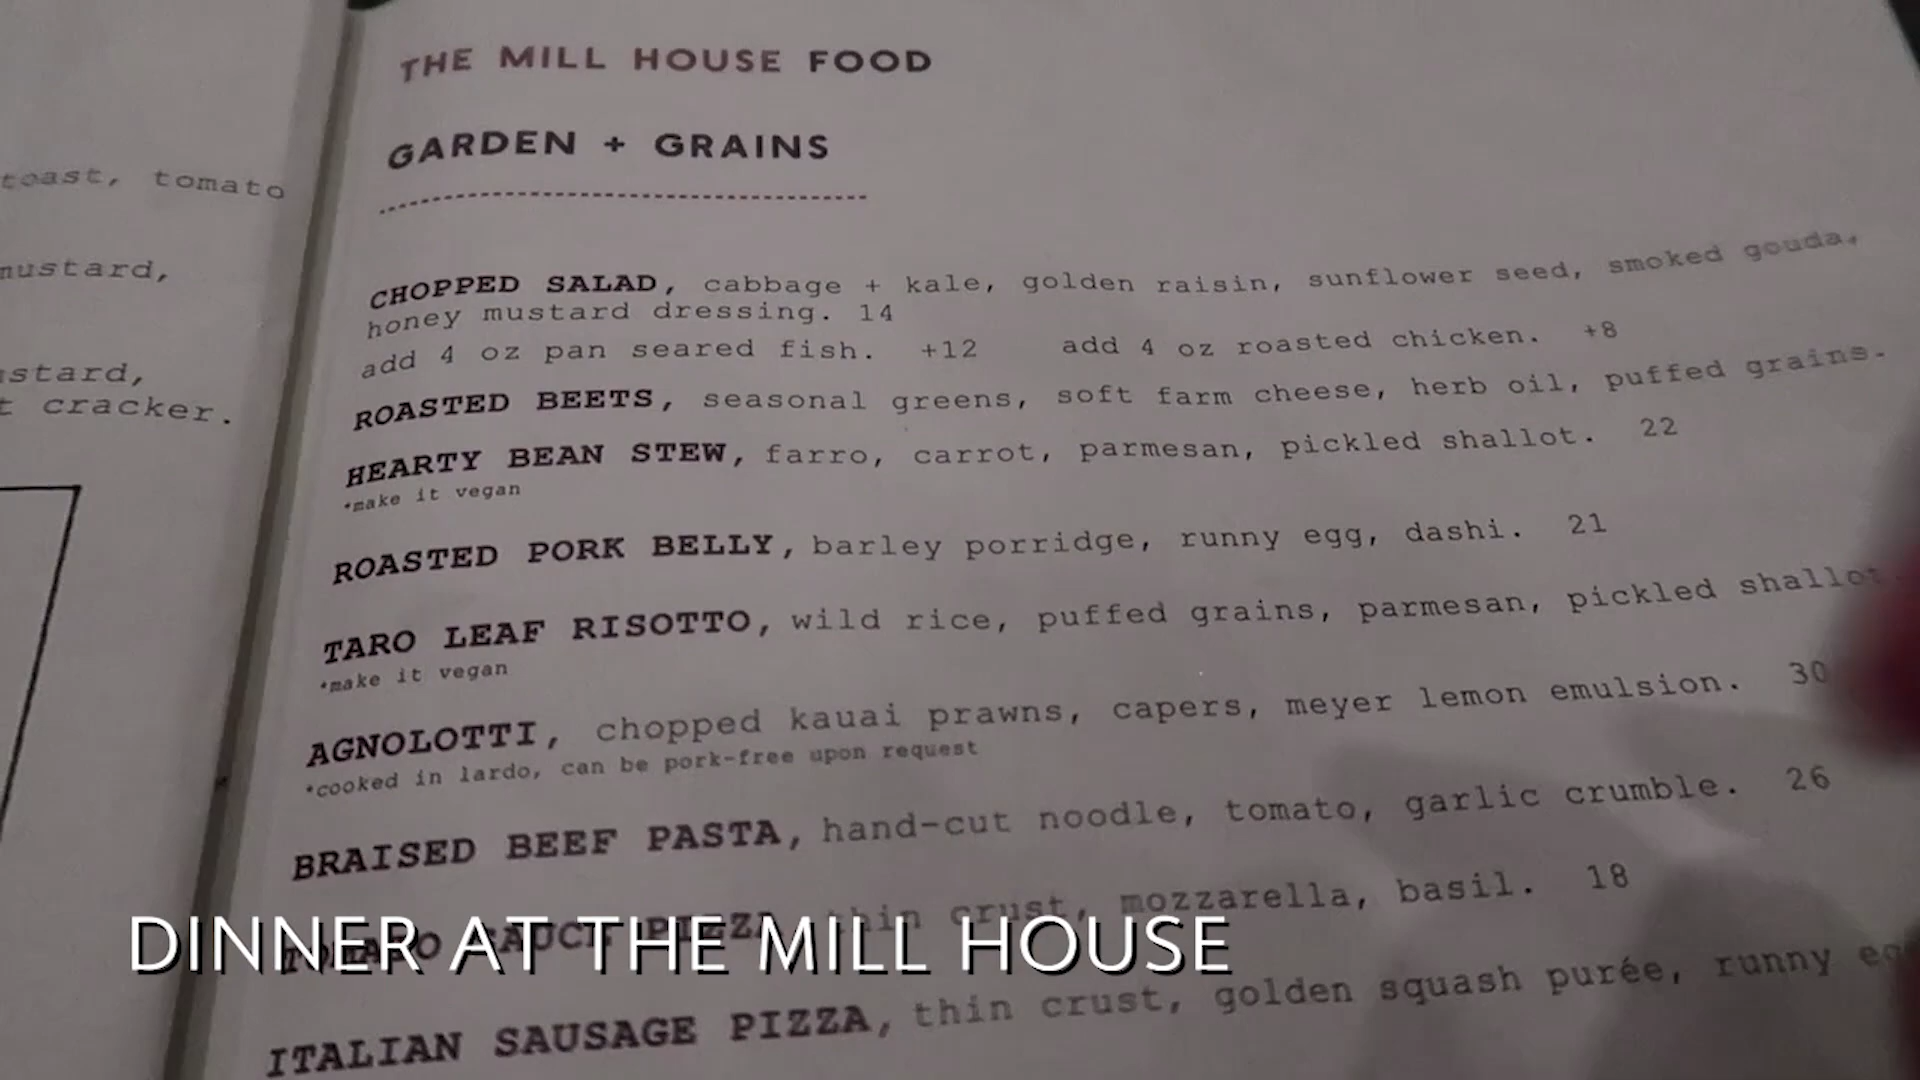 toast, tomato
mustard,
stard,
t cracker.
THE MILL HOUSE FOOD
GARDEN + GRAINS
CHOPPED SALAD, cabbage + kale, golden raisin, sunflower seed, smoked gouda,
honey mustard dressing. 14
add 4 oz pan seared fish. +12 add 4 oz roasted chicken. +8
ROASTED BEETS, seasonal greens, soft farm cheese, herb oil, puffed grains.
HEARTY BEAN STEW, farro, carrot, parmesan, pickled shallot. 22
*make it vegan
ROASTED PORK BELLY, barley porridge, runny egg, dashi. 21
TARO LEAF RISOTTO, wild rice, puffed grains, parmesan, pickled shallot
*make it vegan
AGNOLOTTI, chopped kauai prawns, capers, meyer lemon emulsion. 30
*cooked in lardo, can be pork-free upon request
BRAISED BEEF PASTA, hand-cut noodle, tomato, garlic crumble. 26
TOMATO SAUCE PIZZA, thin crust, mozzarella, basil. 18
DINNER AT THE MILL HOUSE
ITALIAN SAUSAGE PIZZA, thin crust, golden squash purée, runny